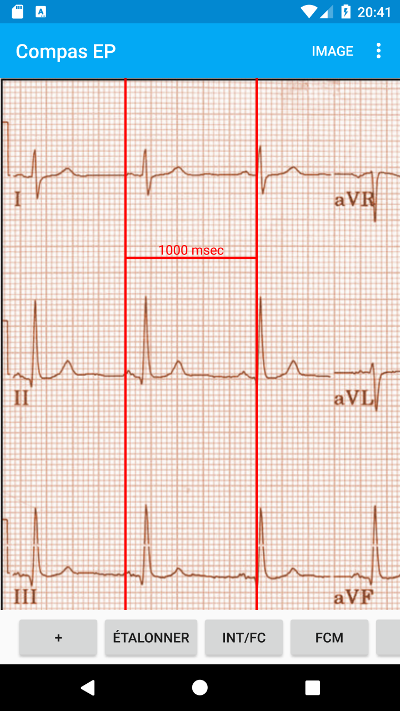 A
20:41
Compas EP
IMAGE
I
aVR
1000 msec
II
aVL
III
aVF
+
ÉTALONNER
INT/FC
FCM